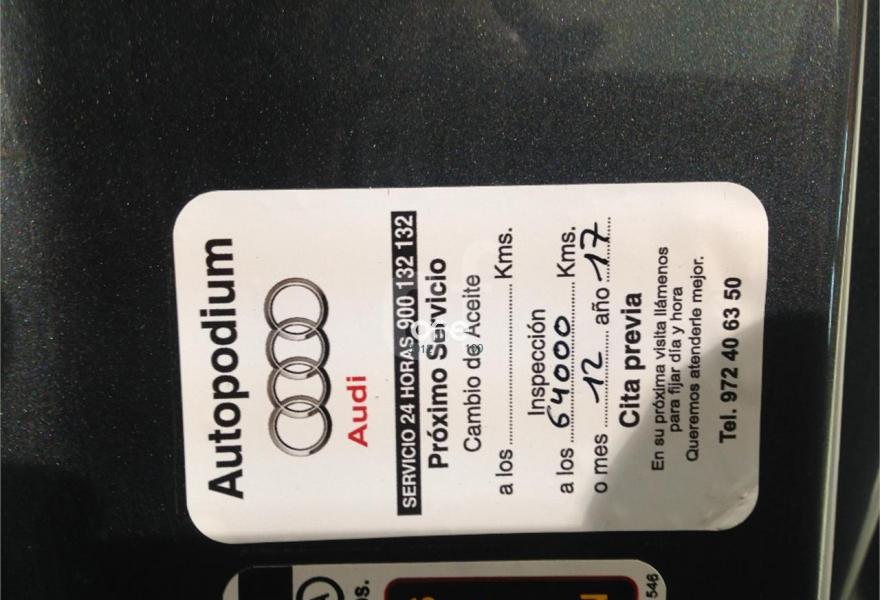 Autopodium
Audi
SERVICIO 24 HORAS 900 132 132
Próximo Servicio
Cambio de Aceite
a los ........................ Kms.
Inspección
a los 64000 Kms.
o mes 12 año 17
Cita previa
En su próxima visita llámenos
para fijar día y hora
Queremos atenderle mejor.
Tel. 972 40 63 50
546